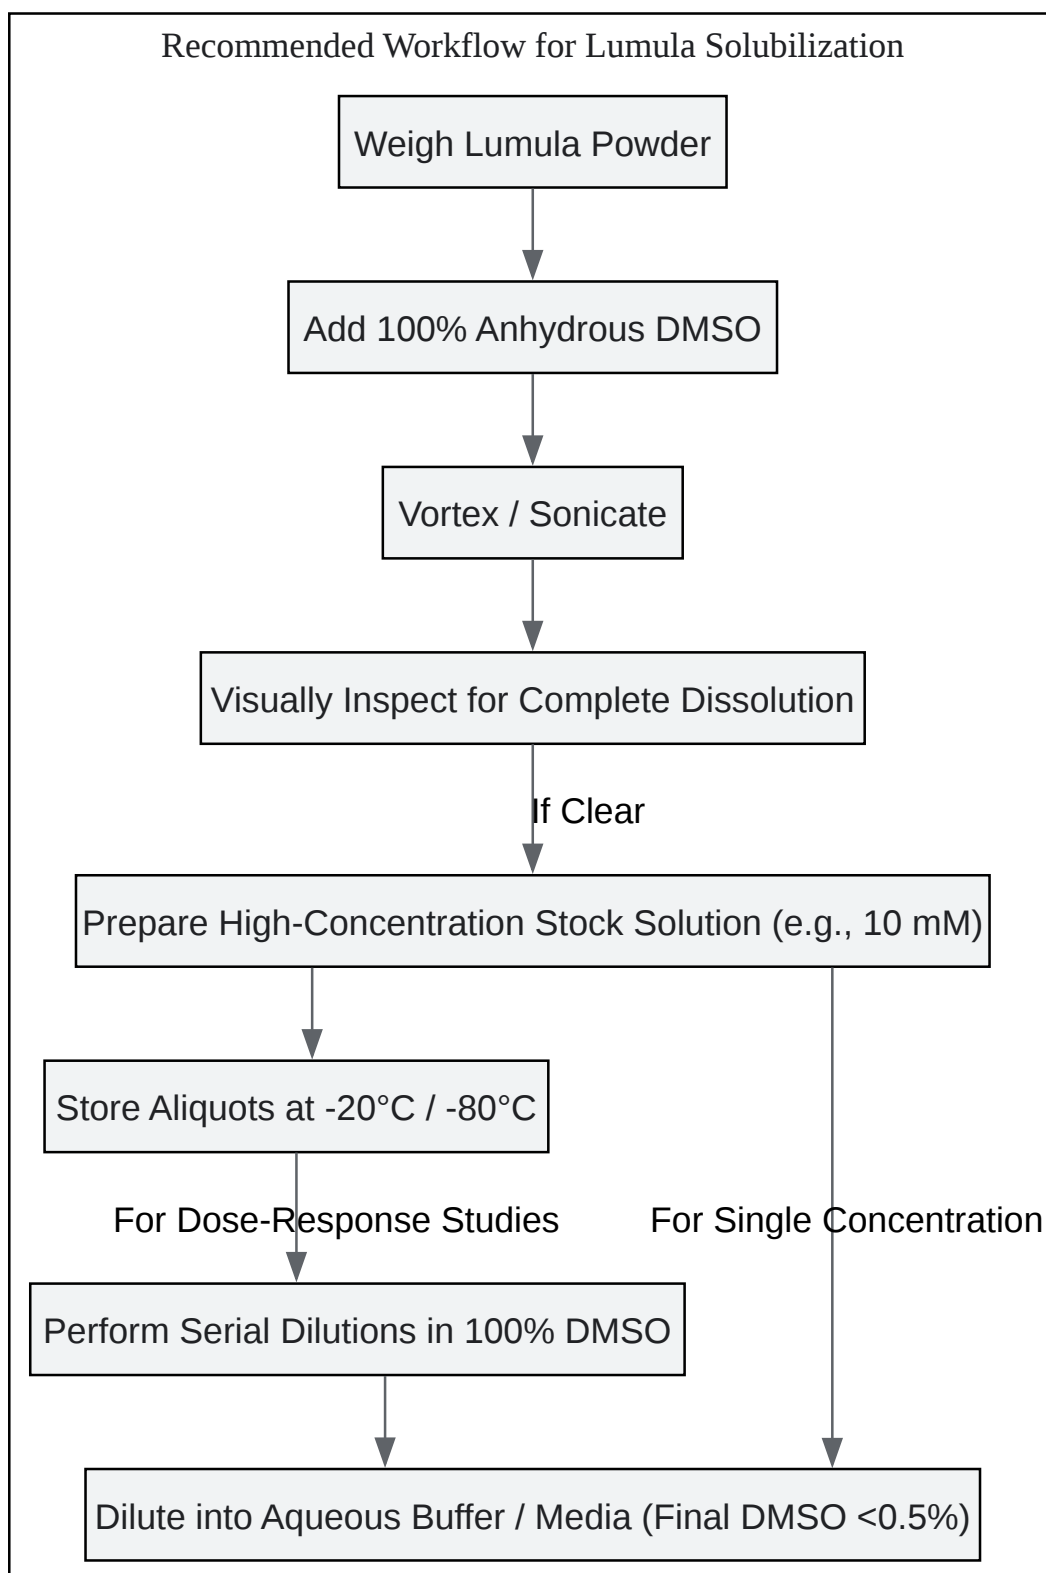 Recommended Workflow for Lumula Solubilization
Weigh Lumula Powder
Add 100% Anhydrous DMSO
Vortex / Sonicate
Visually Inspect for Complete Dissolution
If Clear
Prepare High-Concentration Stock Solution (e.g., 10 mM)
Store Aliquots at -20°C / -80°C
For Dose-Response Studies
For Single Concentration
Perform Serial Dilutions in 100% DMSO
Dilute into Aqueous Buffer / Media (Final DMSO <0.5%)